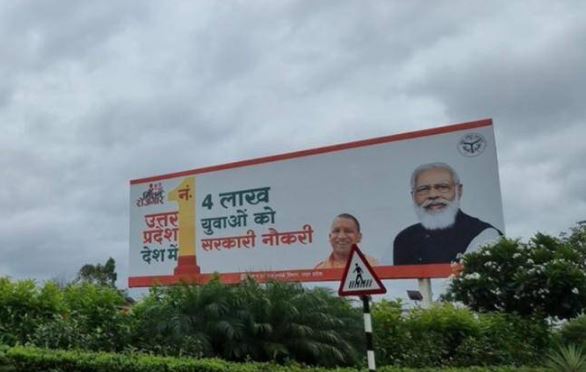 उत्तर
प्रदेश
देश में
नं.
1
4 लाख
युवाओं को
सरकारी नौकरी